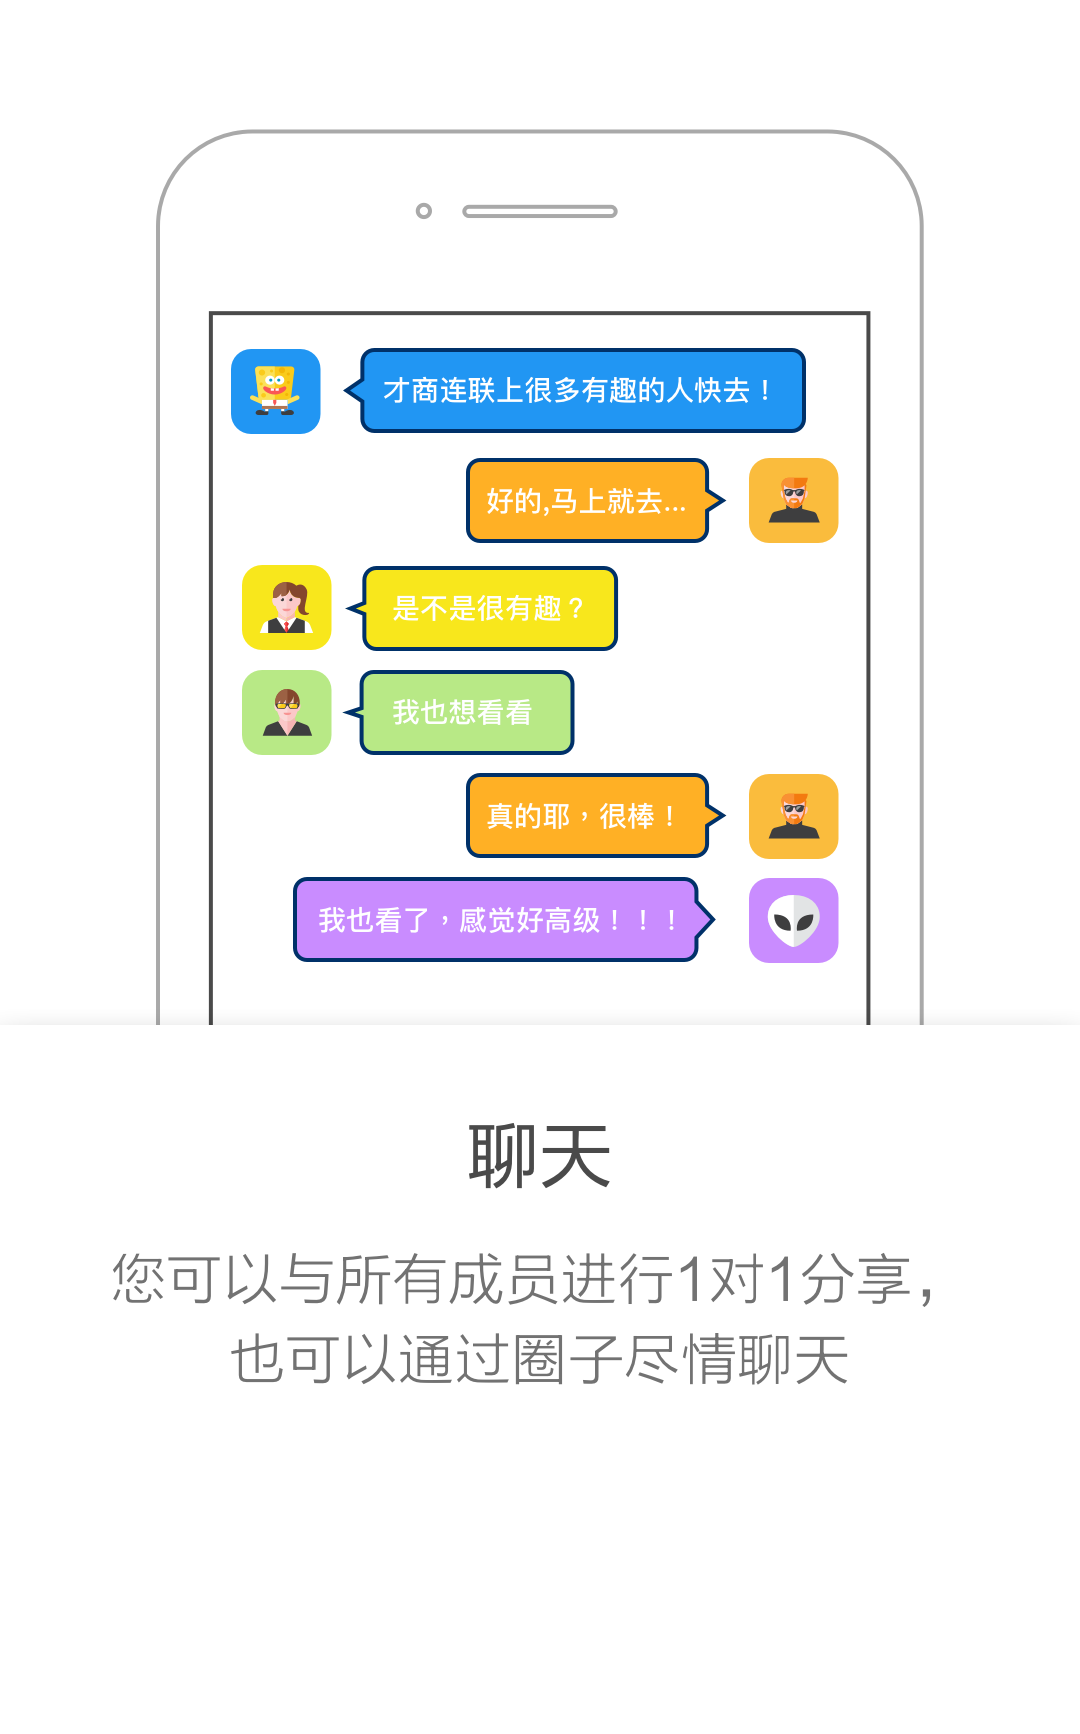 才商连联上很多有趣的人快去！
好的,马上就去...
是不是很有趣？
我也想看看
真的耶，很棒！
我也看了，感觉好高级！！！
聊天
您可以与所有成员进行1对1分享，
也可以通过圈子尽情聊天